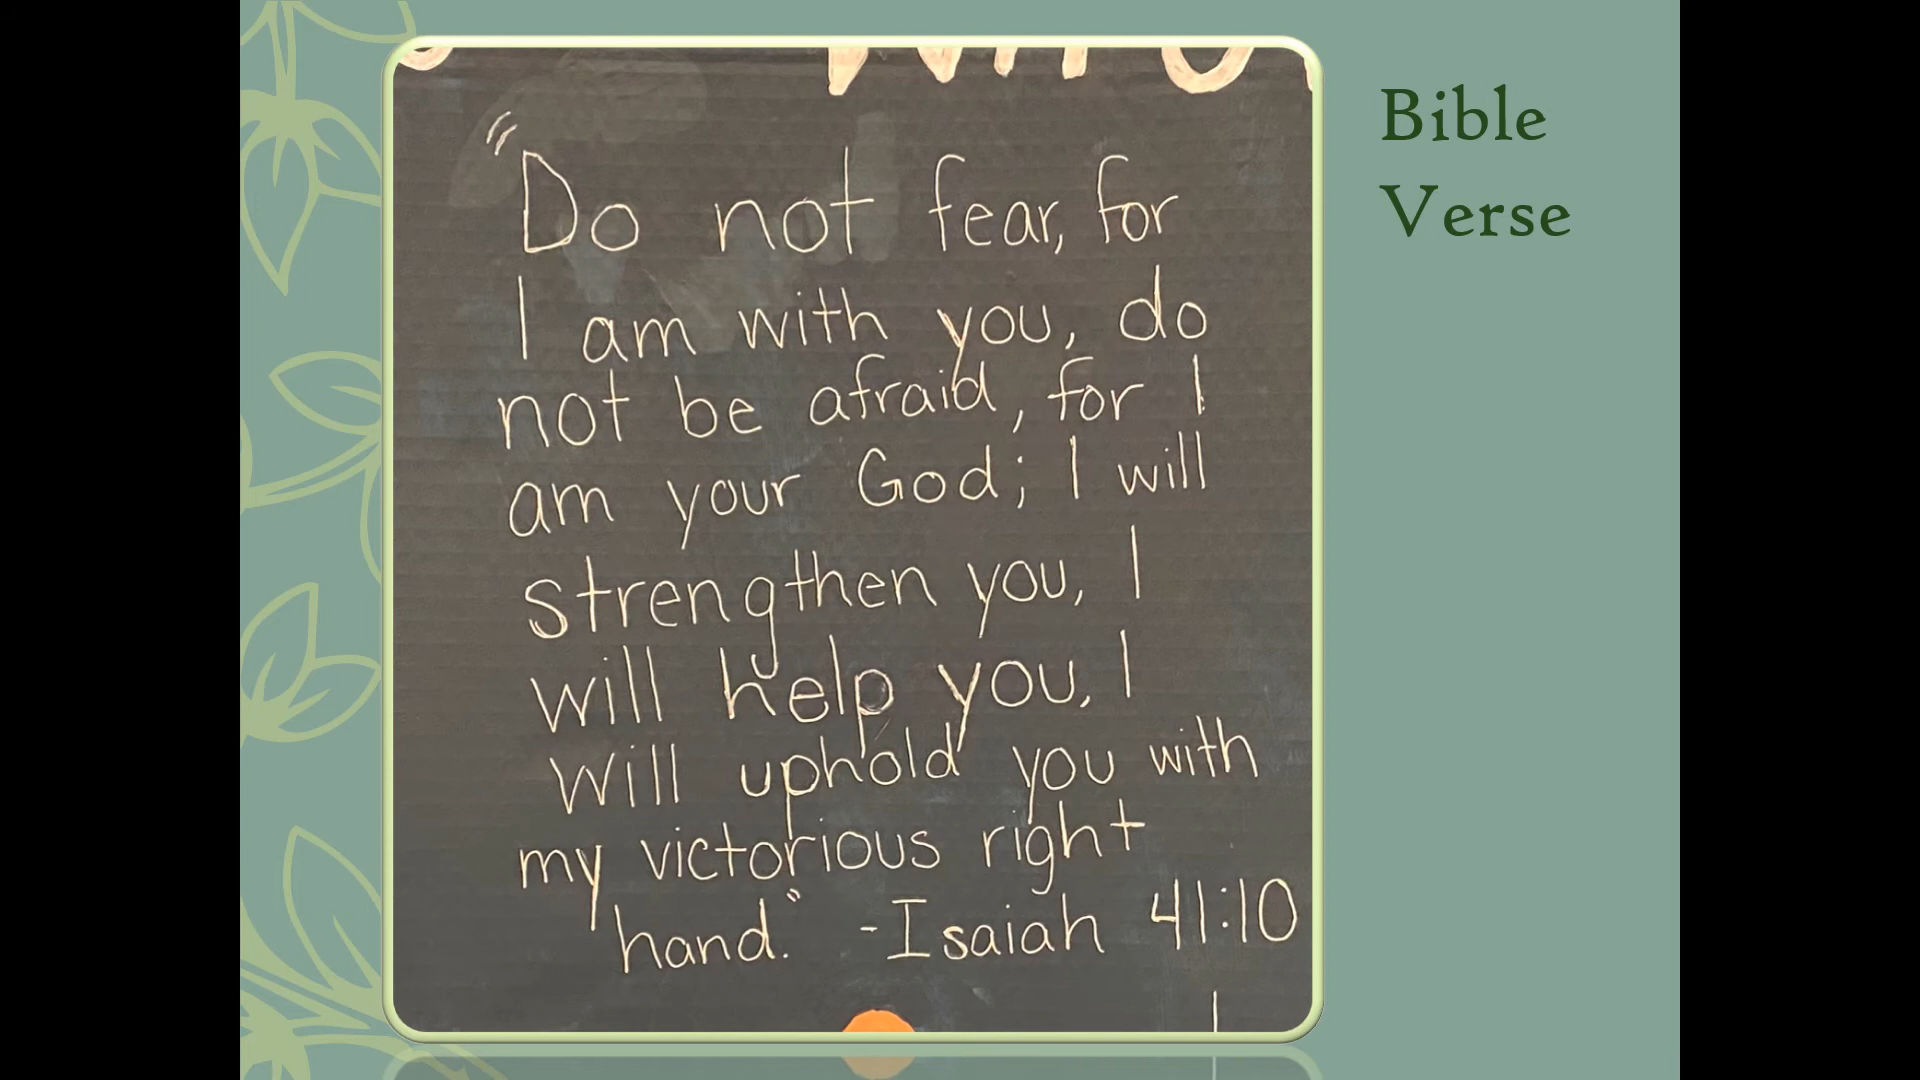 "Do not fear, for
I am with you, do
not be afraid, for I
am your God; I will
strengthen you, I
will help you, I
Will uphold you with
my victorious right
hand." -Isaiah 41:10
Bible
Verse